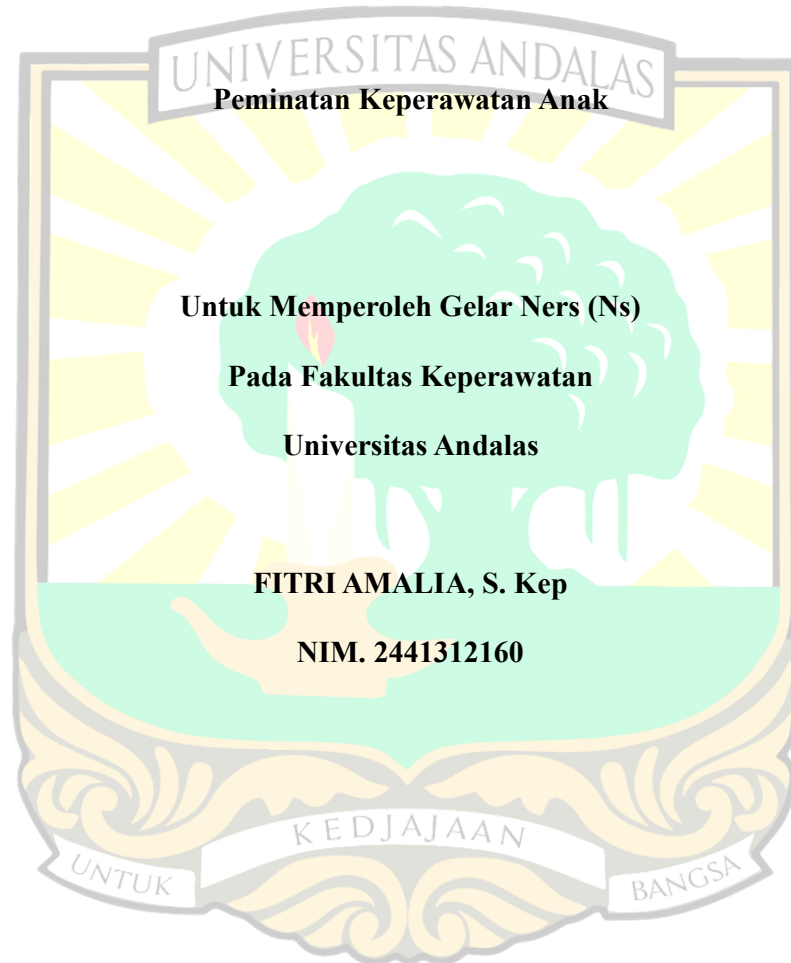 UNIVERSITAS ANDALAS
Peminatan Keperawatan Anak
Untuk Memperoleh Gelar Ners (Ns)
Pada Fakultas Keperawatan
Universitas Andalas
FITRI AMALIA, S. Kep
NIM. 2441312160
UNTUK KEDJAJAAN BANGSA